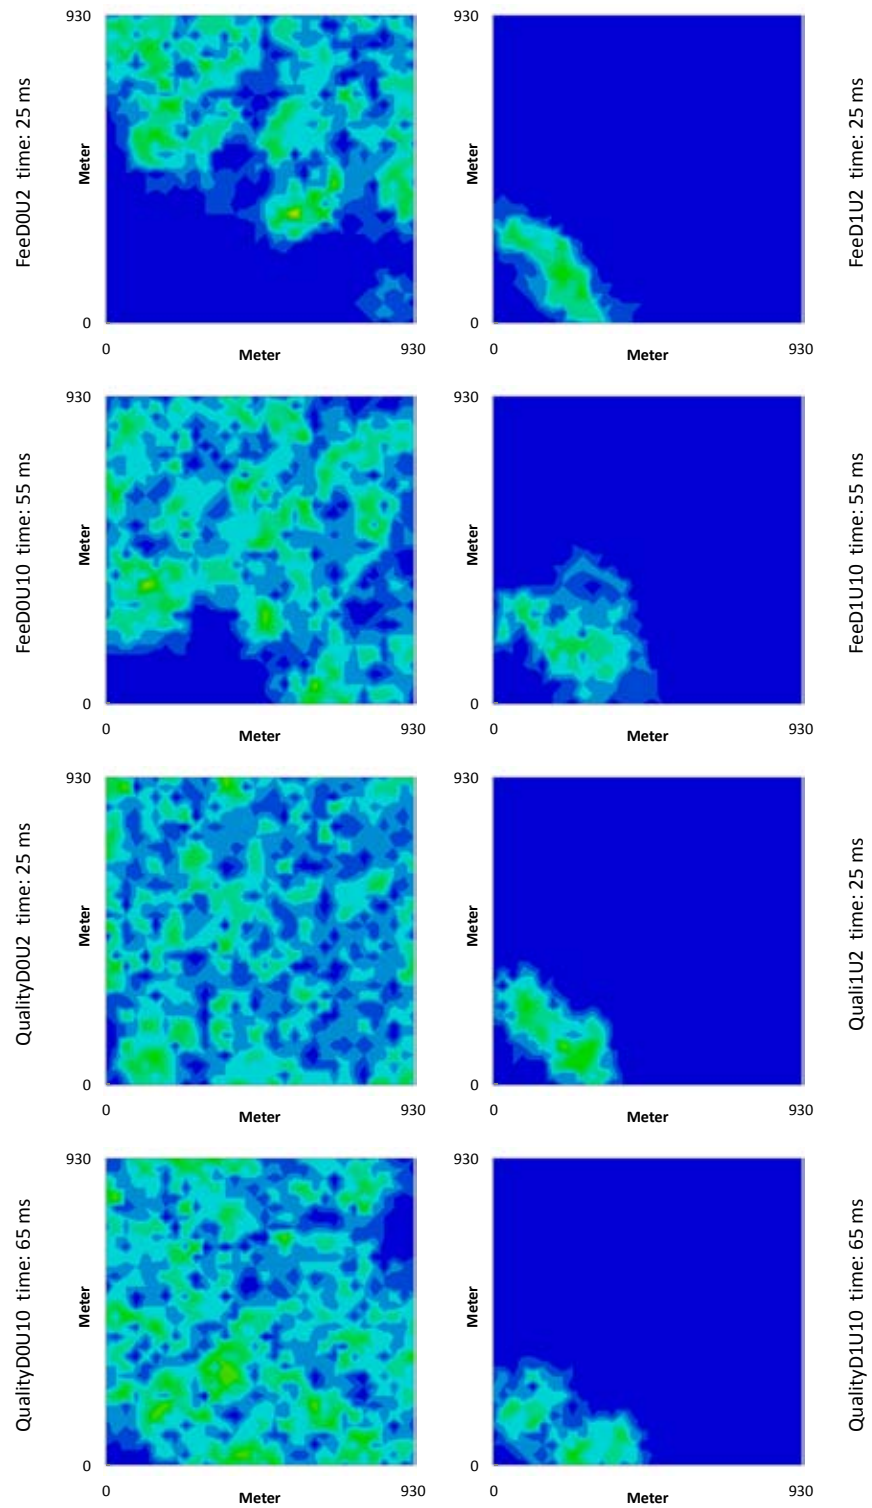 FeeD0U2 time: 25 ms
930
Meter
0
0
Meter
930
930
Meter
0
0
Meter
930
FeeD1U2 time: 25 ms
FeeD0U10 time: 55 ms
930
Meter
0
0
Meter
930
930
Meter
0
0
Meter
930
FeeD1U10 time: 55 ms
QualityD0U2 time: 25 ms
930
Meter
0
0
Meter
930
930
Meter
0
0
Meter
930
Quali1U2 time: 25 ms
QualityD0U10 time: 65 ms
930
Meter
0
0
Meter
930
930
Meter
0
0
Meter
930
QualityD1U10 time: 65 ms